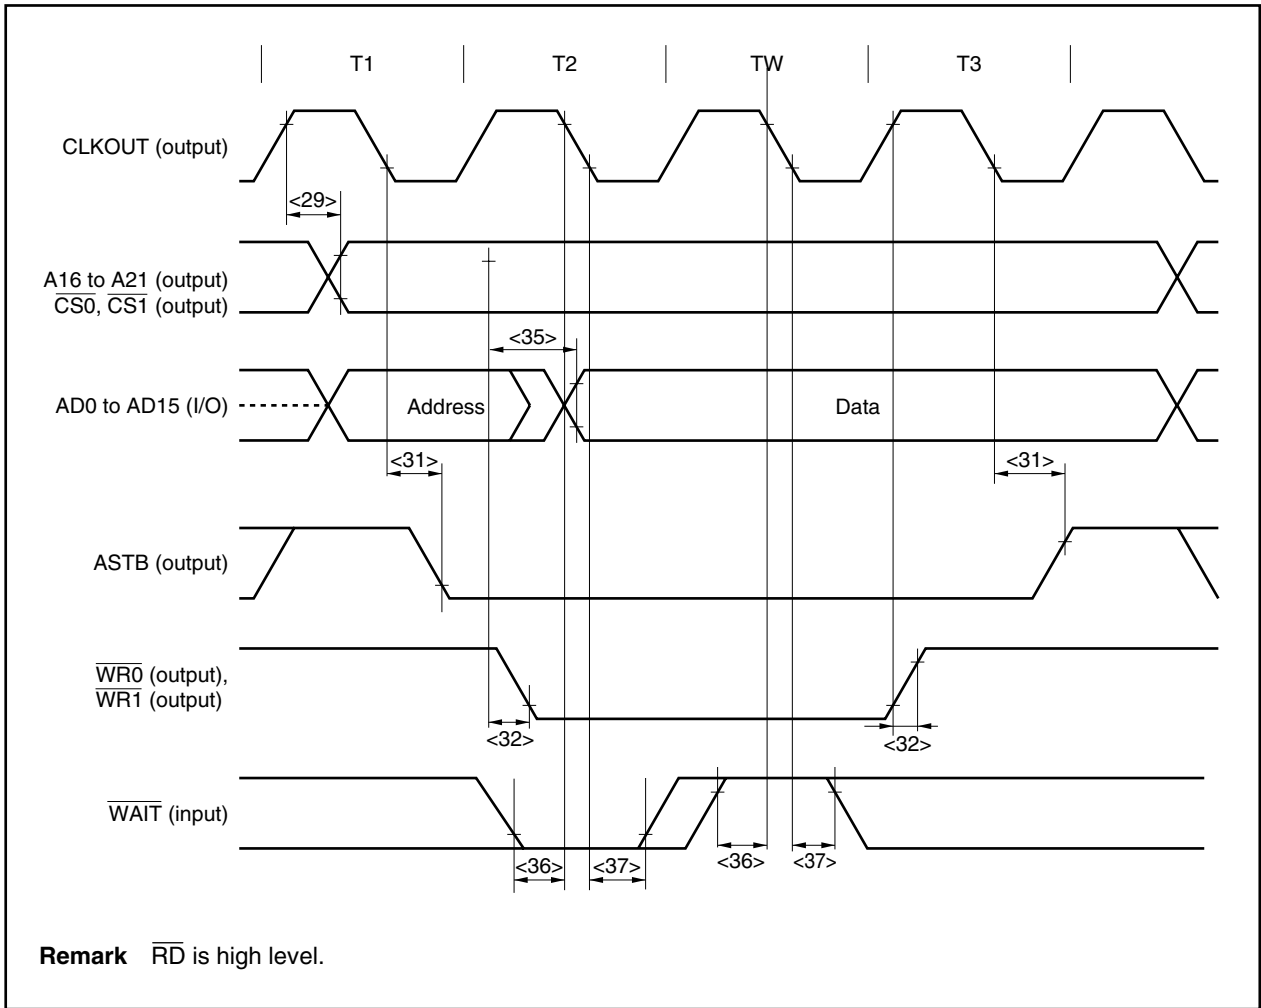 T1 T2 TW T3
CLKOUT (output)
<29>
A16 to A21 (output)
CS0, CS1 (output)
<35>
AD0 to AD15 (I/O) Address Data
<31> <31>
ASTB (output)
WR0 (output),
WR1 (output)
<32> <32>
WAIT (input)
<36> <37> <36> <37>
Remark RD is high level.